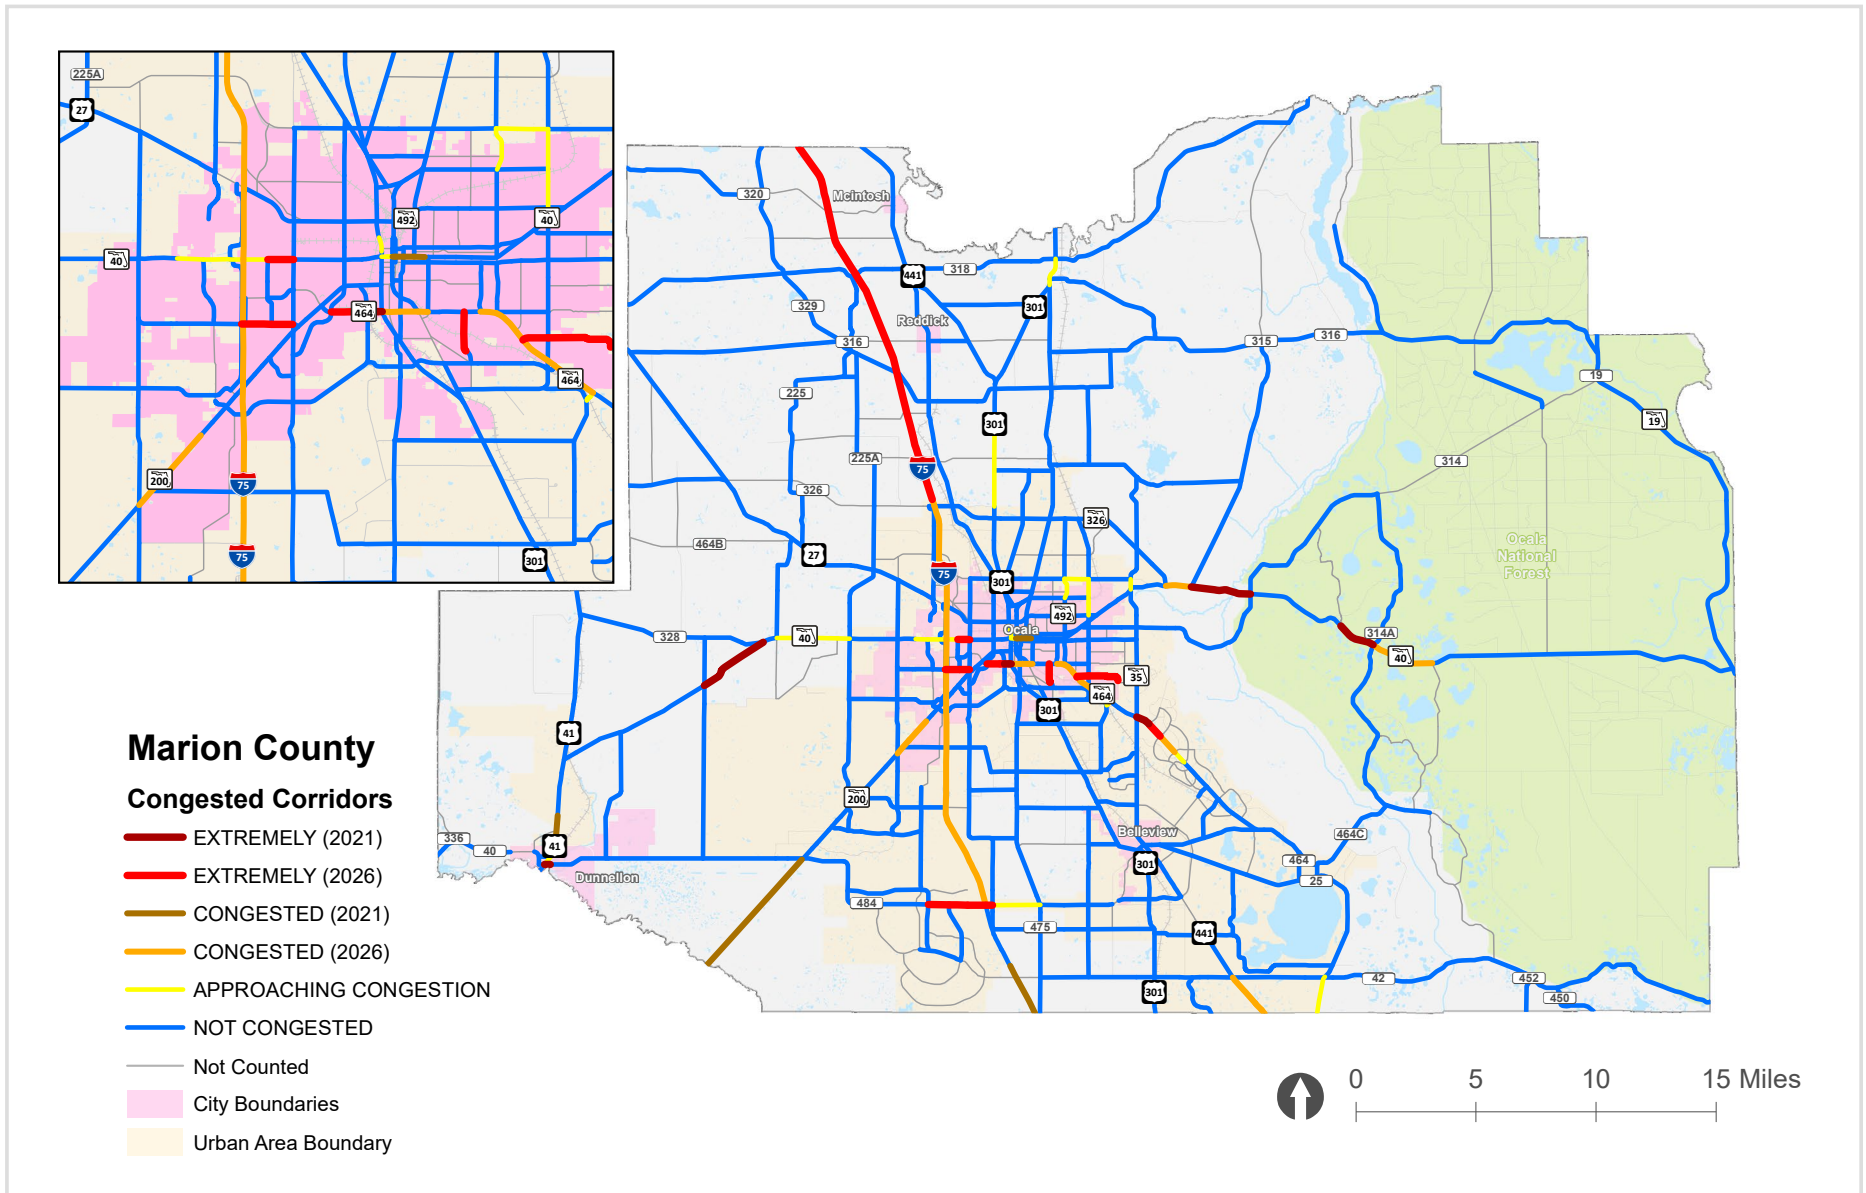 225A
27
492
40
40
464
464
200
75
75
301
320
McIntosh
441
318
329
301
Reddick
316
315
316
19
225
301
19
225A
75
314
326
326
464B
27
Ocala
National
Forest
75
301
492
328
40
Ocala
314A
40
35
464
301
41
200
Belleview
336
40
41
464C
301
464
Dunnellon
25
484
475
441
42
452
301
450
Marion County
Congested Corridors
EXTREMELY (2021)
EXTREMELY (2026)
CONGESTED (2021)
CONGESTED (2026)
APPROACHING CONGESTION
NOT CONGESTED
Not Counted
City Boundaries
Urban Area Boundary
0 5 10 15 Miles